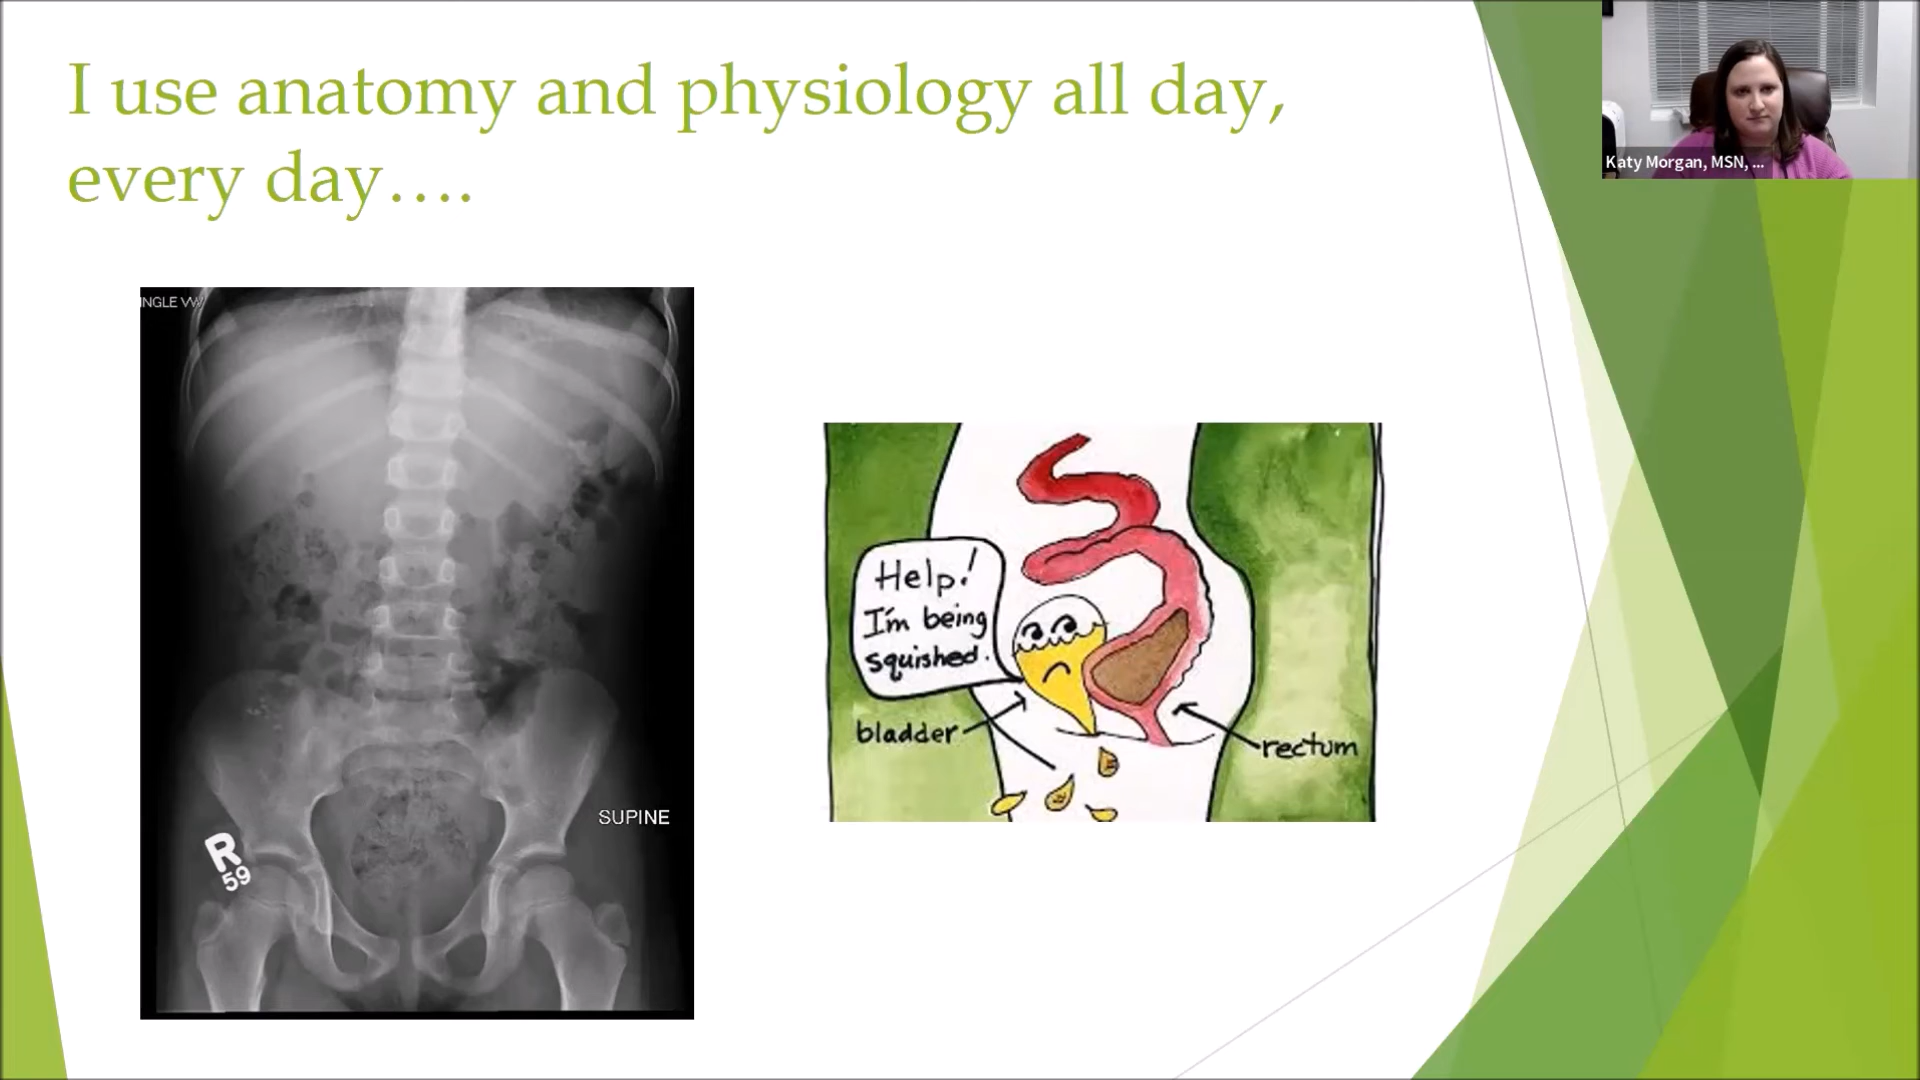 I use anatomy and physiology all day,
every day….
Katy Morgan, MSN, ...
INGLE VW
SUPINE
R
59
Help!
I'm being
squished.
bladder
rectum